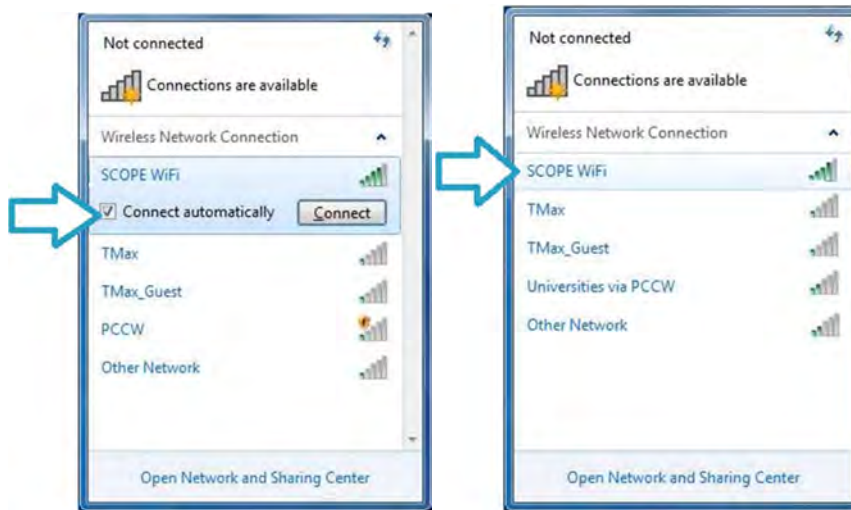 Not connected
Connections are available
Wireless Network Connection
SCOPE WiFi
Connect automatically Connect
TMax
TMax_Guest
PCCW
Other Network
Open Network and Sharing Center
Not connected
Connections are available
Wireless Network Connection
SCOPE WiFi
TMax
TMax_Guest
Universities via PCCW
Other Network
Open Network and Sharing Center